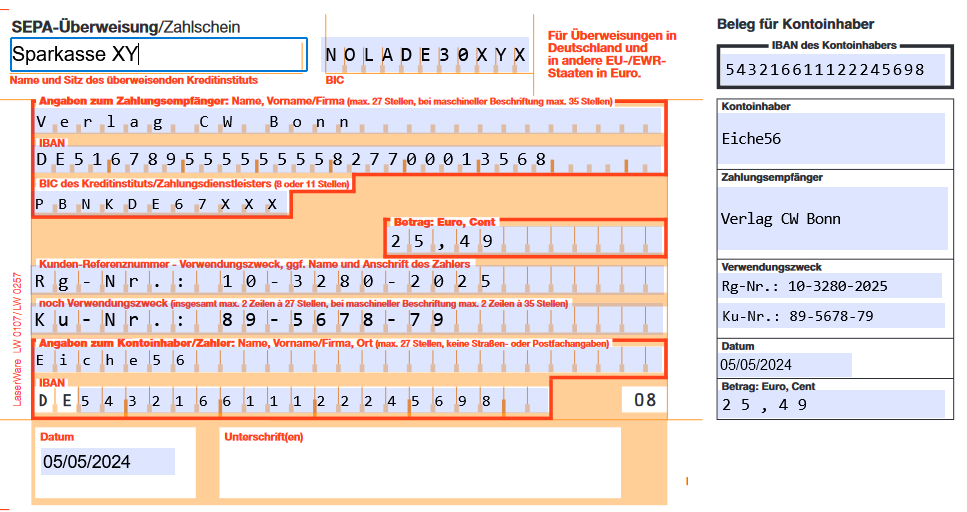 SEPA-Überweisung/Zahlschein
Sparkasse XY
Name und Sitz des überweisenden Kreditinstituts
NOLADE30XYX
BIC
Für Überweisungen in
Deutschland und
in andere EU-/EWR-
Staaten in Euro.
Angaben zum Zahlungsempfänger: Name, Vorname/Firma (max. 27 Stellen, bei maschineller Beschriftung max. 35 Stellen)
Verlag CW Bonn
IBAN
DE5167895555555827700013568
BIC des Kreditinstituts/Zahlungsdienstleisters (8 oder 11 Stellen)
PBNKDE67XXX
Betrag: Euro, Cent
25,49
Kunden-Referenznummer - Verwendungszweck, ggf. Name und Anschrift des Zahlers
Rg-Nr.: 10-3280-2025
noch Verwendungszweck (insgesamt max. 2 Zeilen à 27 Stellen, bei maschineller Beschriftung max. 2 Zeilen à 35 Stellen)
Ku-Nr.: 89-5678-79
Angaben zum Kontoinhaber/Zahler: Name, Vorname/Firma, Ort (max. 27 Stellen, keine Straßen- oder Postfachangaben)
Eiche56
IBAN
DE543216611122245698
08
Datum
05/05/2024
Unterschrift(en)
LaserWare LW 0107/LW 0257
Beleg für Kontoinhaber
IBAN des Kontoinhabers
543216611122245698
Kontoinhaber
Eiche56
Zahlungsempfänger
Verlag CW Bonn
Verwendungszweck
Rg-Nr.: 10-3280-2025
Ku-Nr.: 89-5678-79
Datum
05/05/2024
Betrag: Euro, Cent
25,49